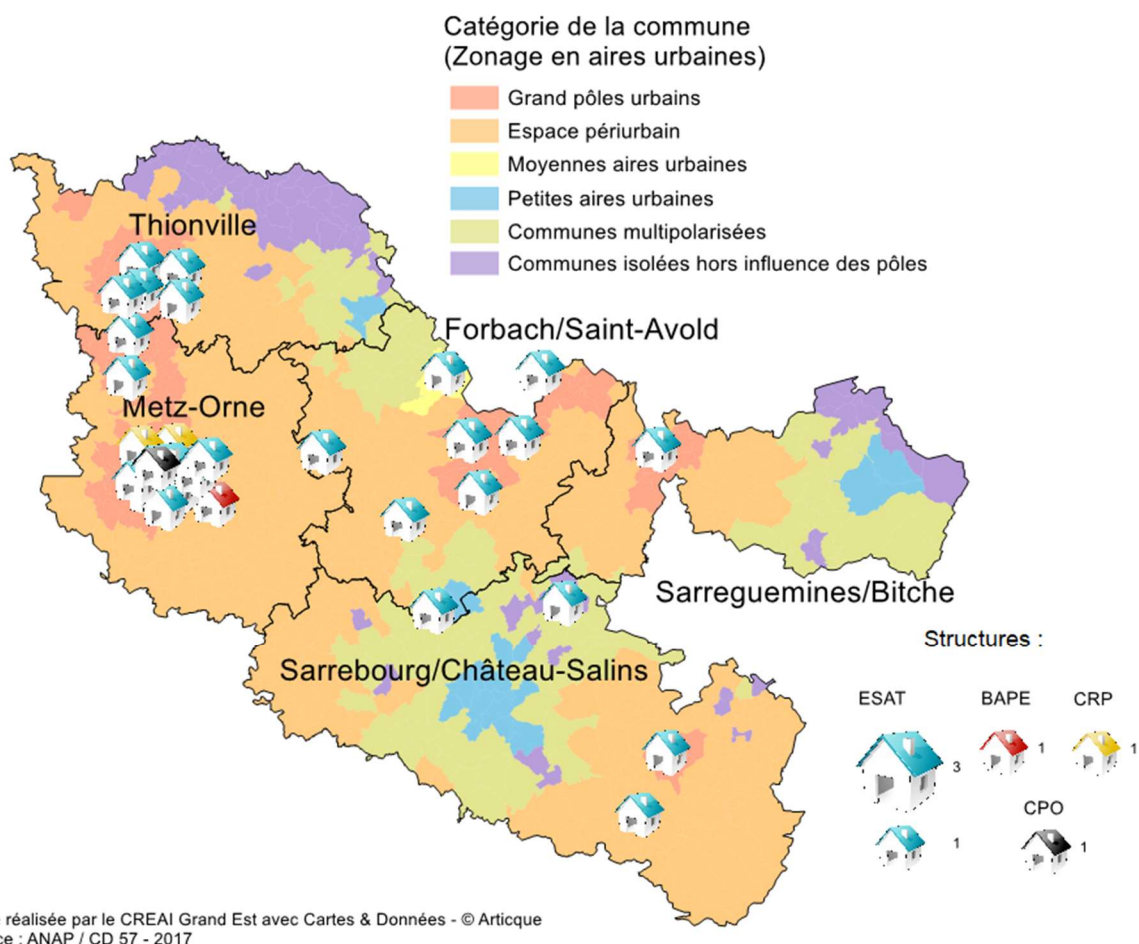 Catégorie de la commune
(Zonage en aires urbaines)
Grand pôles urbains
Espace périurbain
Moyennes aires urbaines
Petites aires urbaines
Communes multipolarisées
Communes isolées hors influence des pôles
Thionville
Forbach/Saint-Avold
Metz-Orne
Sarreguemines/Bitche
Sarrebourg/Château-Salins
Structures :
ESAT
BAPE
CRP
3
1
1
CPO
1
1
réalisée par le CREAI Grand Est avec Cartes & Données - © Articque
ce : ANAP / CD 57 - 2017